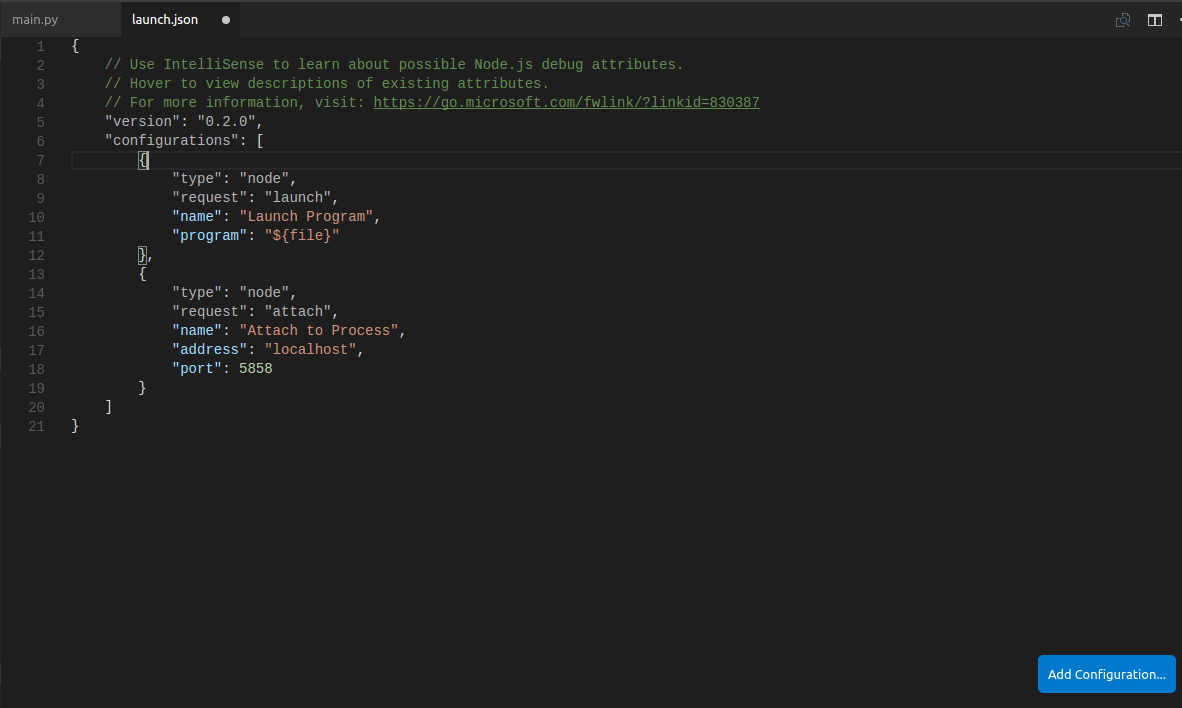 main.py launch.json
1 {
2     // Use IntelliSense to learn about possible Node.js debug attributes.
3     // Hover to view descriptions of existing attributes.
4     // For more information, visit: https://go.microsoft.com/fwlink/?linkid=830387
5     "version": "0.2.0",
6     "configurations": [
7         {
8             "type": "node",
9             "request": "launch",
10             "name": "Launch Program",
11             "program": "${file}"
12         },
13         {
14             "type": "node",
15             "request": "attach",
16             "name": "Attach to Process",
17             "address": "localhost",
18             "port": 5858
19         }
20     ]
21 }
Add Configuration...